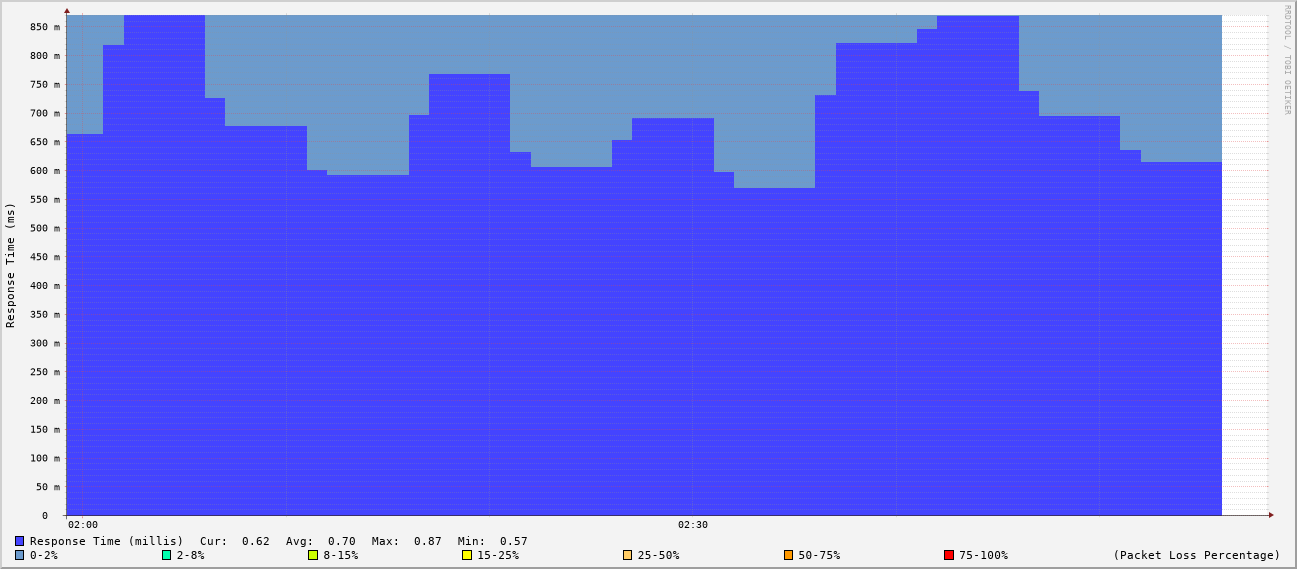 RRDTOOL / TOBI OETIKER
Response Time (ms)
850 m
800 m
750 m
700 m
650 m
600 m
550 m
500 m
450 m
400 m
350 m
300 m
250 m
200 m
150 m
100 m
50 m
0
02:00 02:30
Response Time (millis) Cur: 0.62 Avg: 0.70 Max: 0.87 Min: 0.57
0-2% 2-8% 8-15% 15-25% 25-50% 50-75% 75-100% (Packet Loss Percentage)